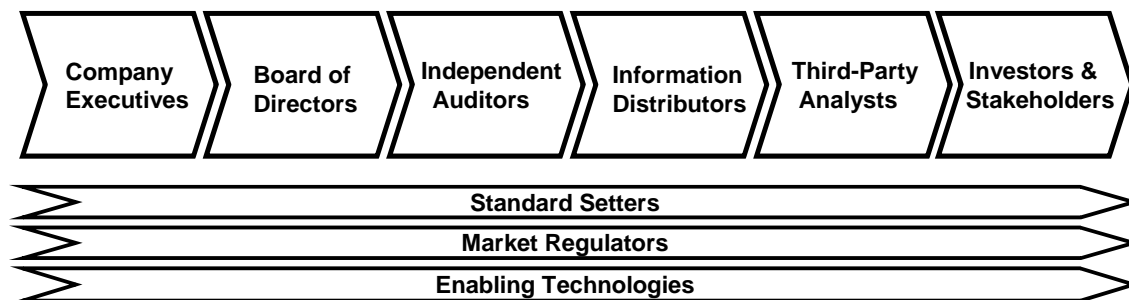 Company
Executives
Board of
Directors
Independent
Auditors
Information
Distributors
Third-Party
Analysts
Investors &
Stakeholders
Standard Setters
Market Regulators
Enabling Technologies